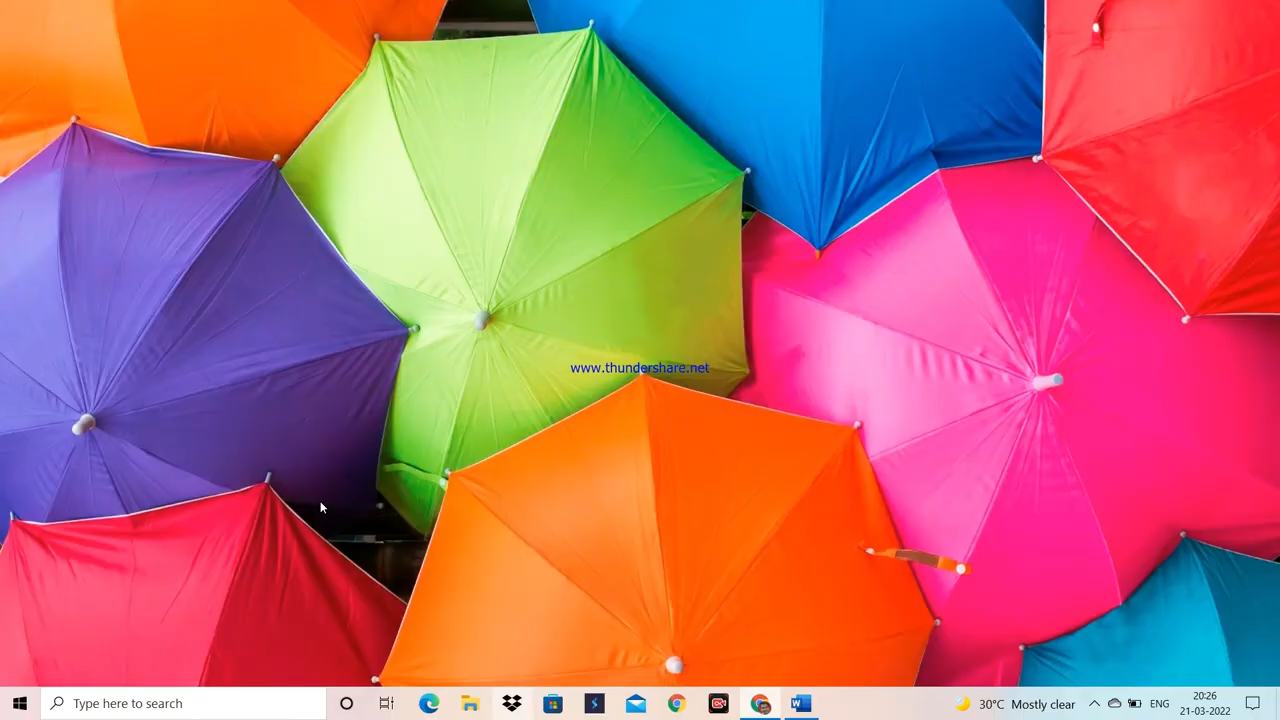 www.thundershare.net
Type here to search
30°C Mostly clear
ENG
20:26
21-03-2022